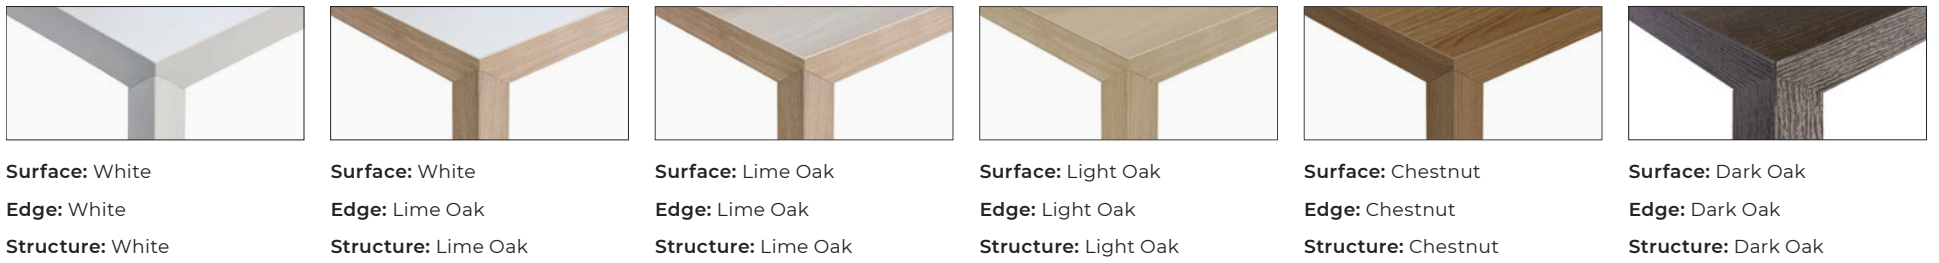 Surface: White
Edge: White
Structure: White
Surface: White
Edge: Lime Oak
Structure: Lime Oak
Surface: Lime Oak
Edge: Lime Oak
Structure: Lime Oak
Surface: Light Oak
Edge: Light Oak
Structure: Light Oak
Surface: Chestnut
Edge: Chestnut
Structure: Chestnut
Surface: Dark Oak
Edge: Dark Oak
Structure: Dark Oak